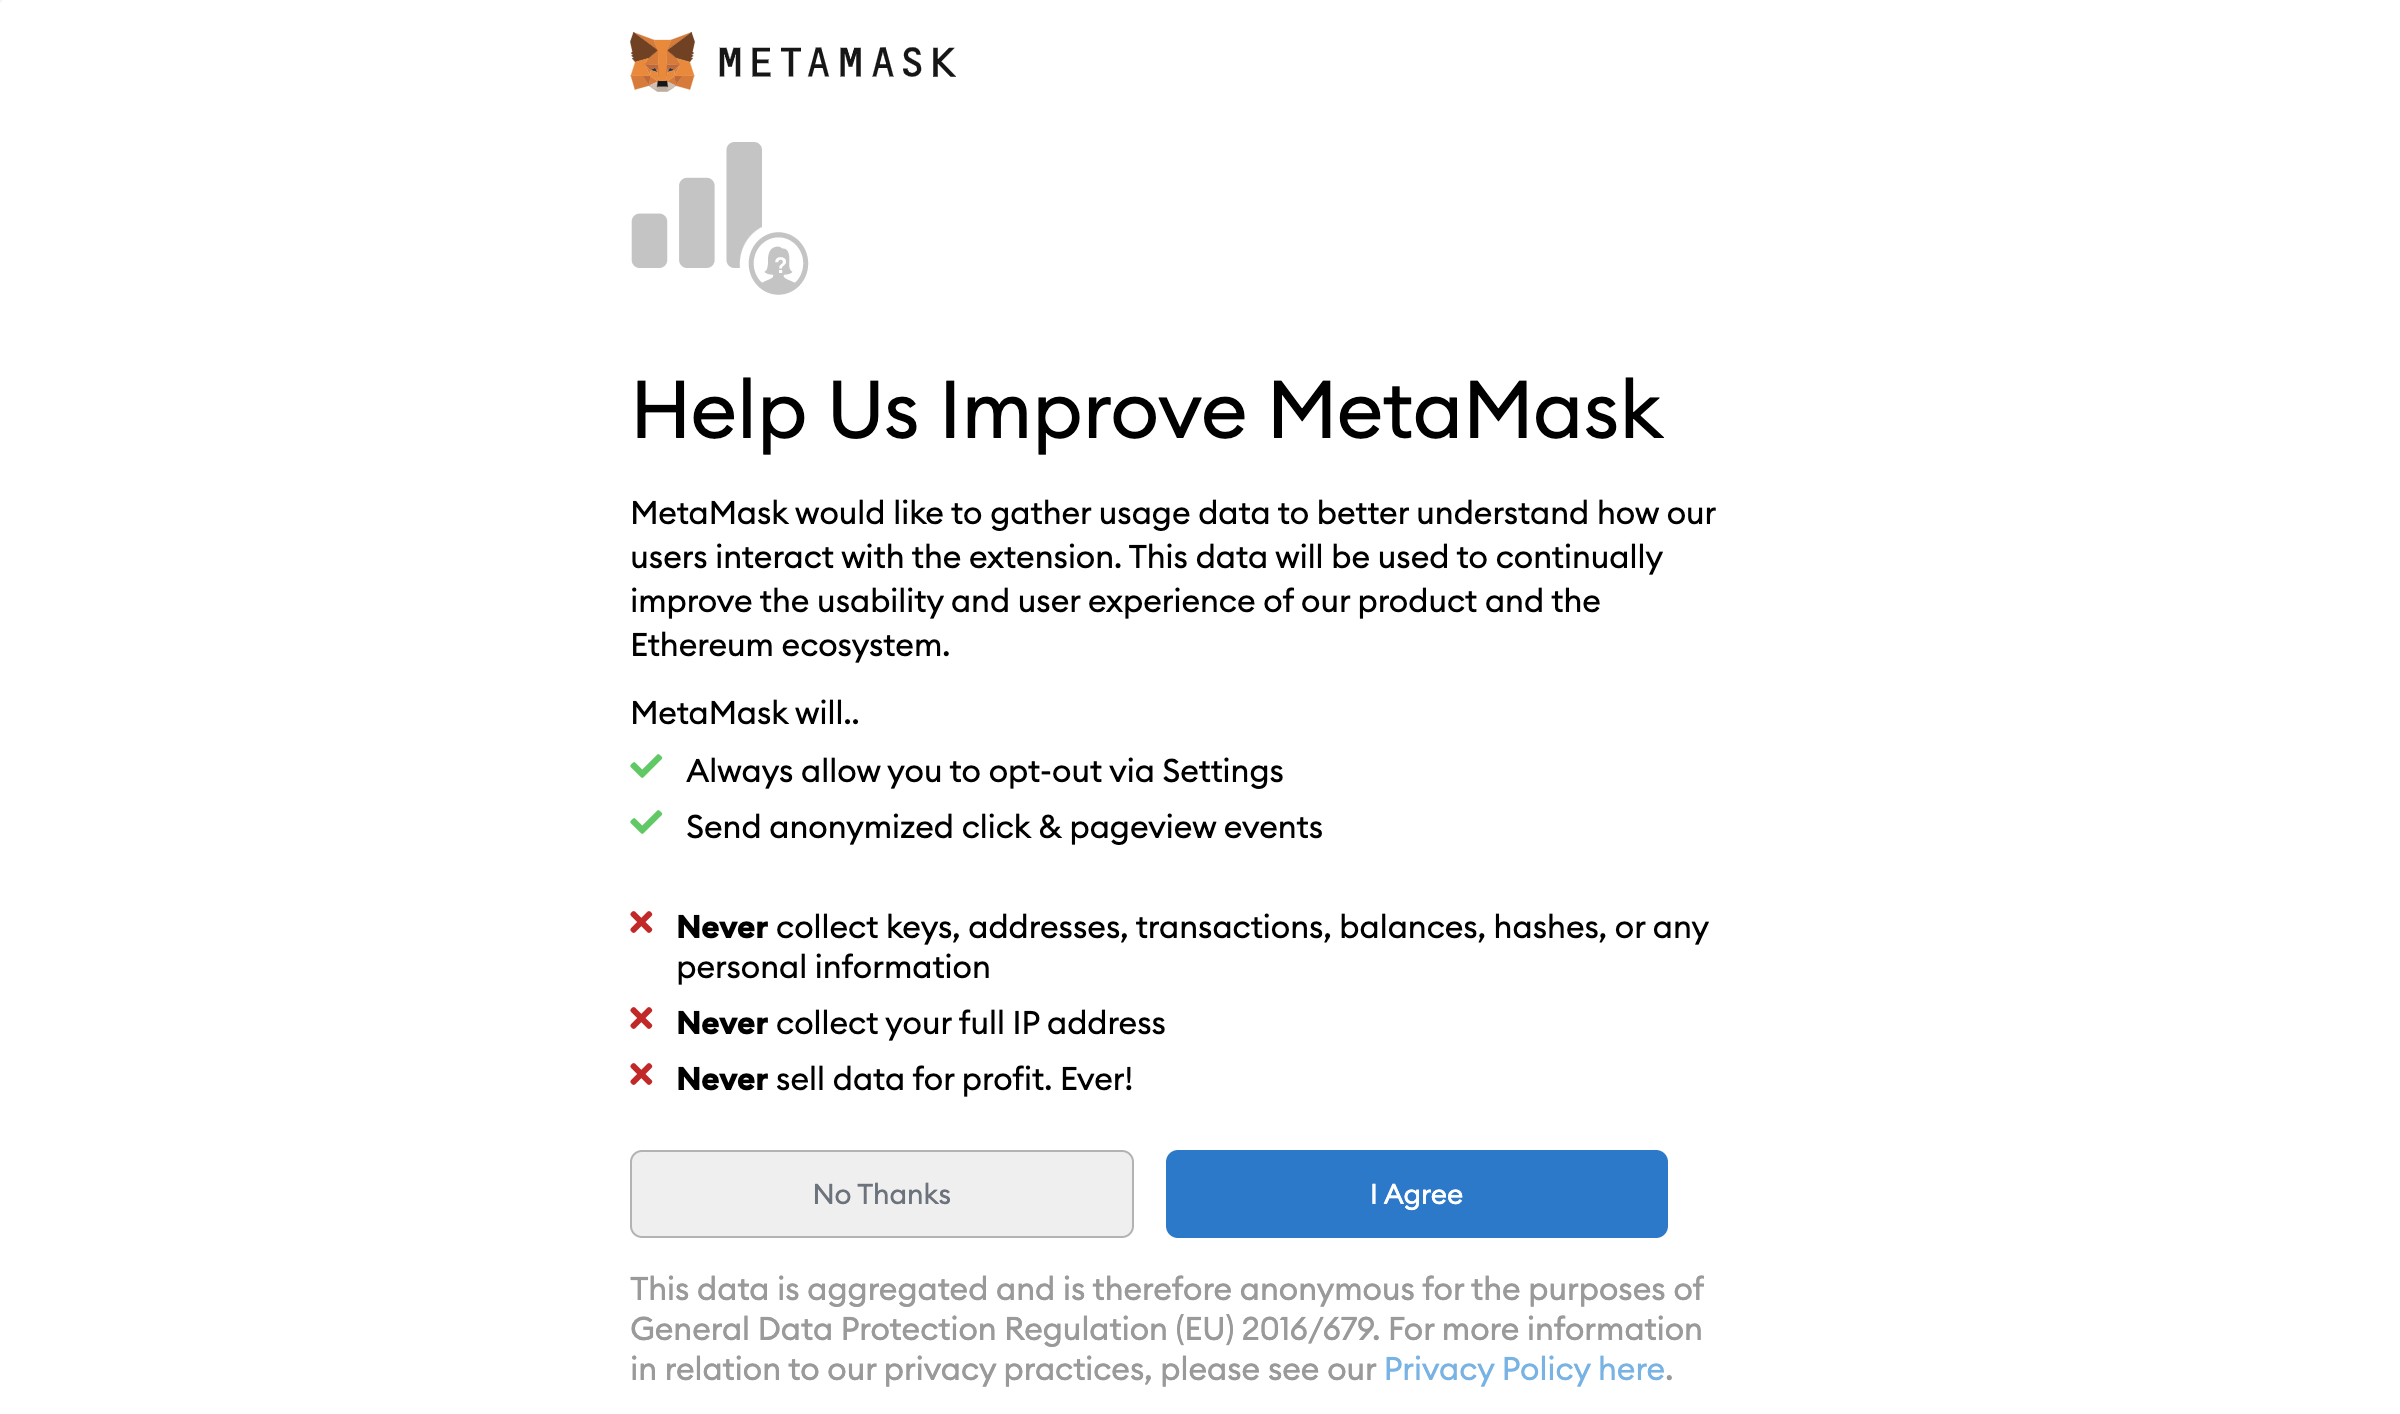 METAMASK
?
Help Us Improve MetaMask
MetaMask would like to gather usage data to better understand how our
users interact with the extension. This data will be used to continually
improve the usability and user experience of our product and the
Ethereum ecosystem.
MetaMask will..
Always allow you to opt-out via Settings
Send anonymized click & pageview events
Never collect keys, addresses, transactions, balances, hashes, or any
personal information
Never collect your full IP address
Never sell data for profit. Ever!
No Thanks
I Agree
This data is aggregated and is therefore anonymous for the purposes of
General Data Protection Regulation (EU) 2016/679. For more information
in relation to our privacy practices, please see our Privacy Policy here.